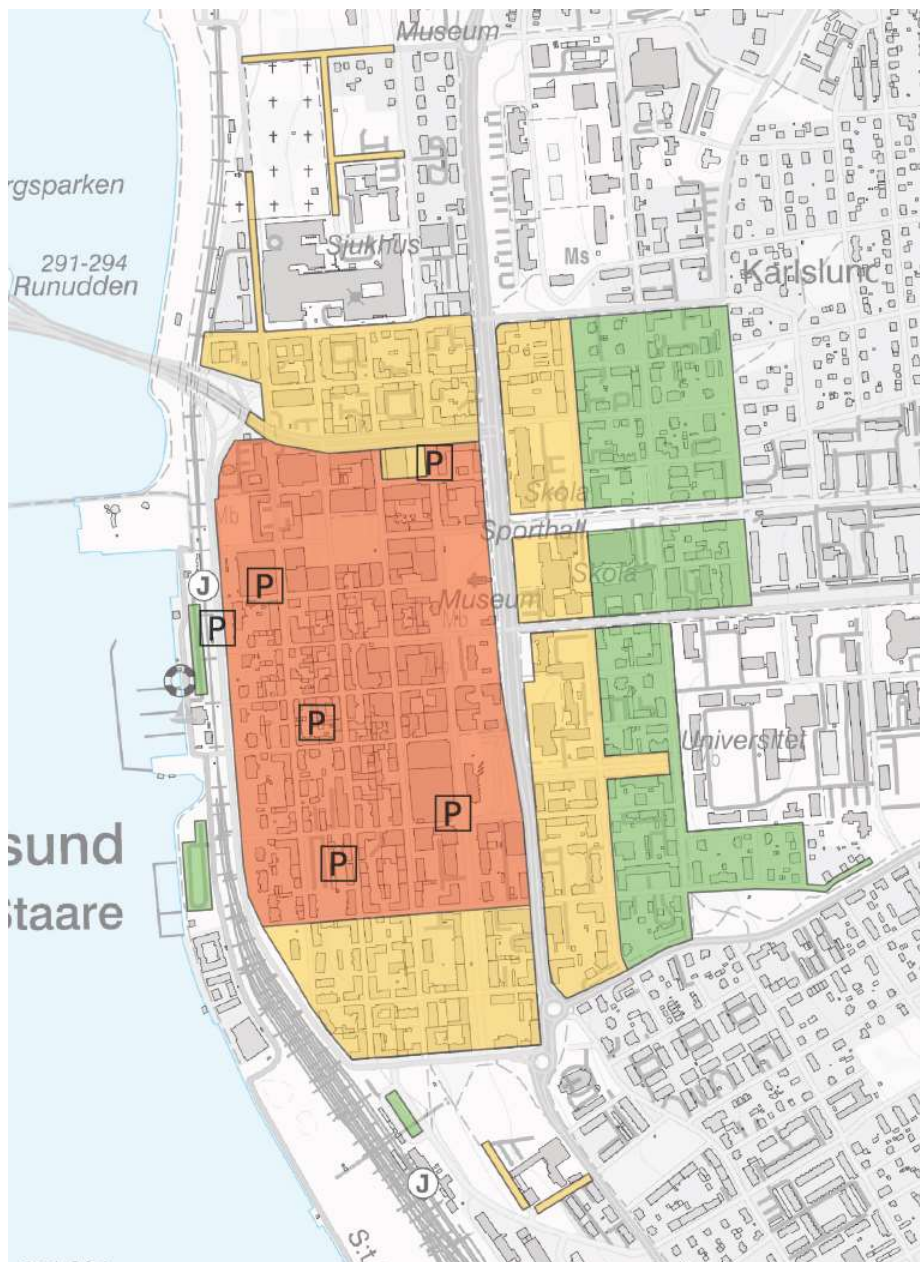 Museum
rgsparken
Sjukhus
291-294
Runudden
Ms
Karlslund
P
Skola
Sporthall
J
P
Skola
Museum
Mb
P
P
Universitet
P
sund
P
Staare
J
S:t